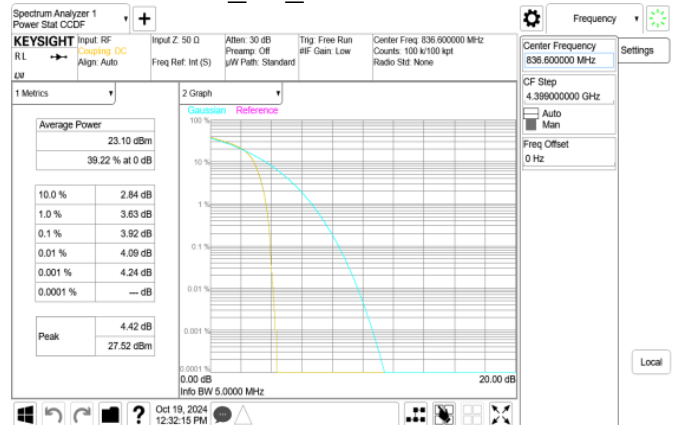 Spectrum Analyzer 1
Power Stat CCDF
Frequency
KEYSIGHT
Input: RF
Coupling: DC
Align: Auto
Input Z: 50 Ω
Freq Ref: Int (S)
Atten: 30 dB
Preamp: Off
µW Path: Standard
Trig: Free Run
#IF Gain: Low
Center Freq: 836.600000 MHz
Counts: 100 k/100 kpt
Radio Std: None
RL
LW
Center Frequency
836.600000 MHz
Settings
CF Step
4.399000000 GHz
Auto
Man
Freq Offset
0 Hz
1 Metrics
2 Graph
Gaussian Reference
Average Power
23.10 dBm
39.22 % at 0 dB
10.0 % 2.84 dB
1.0 % 3.63 dB
0.1 % 3.92 dB
0.01 % 4.09 dB
0.001 % 4.24 dB
0.0001 % --- dB
Peak
4.42 dB
27.52 dBm
100 %
10 %
1 %
0.1 %
0.01 %
0.001 %
0.0001 %
0.00 dB 20.00 dB
Info BW 5.0000 MHz
Local
?
Oct 19, 2024
12:32:15 PM